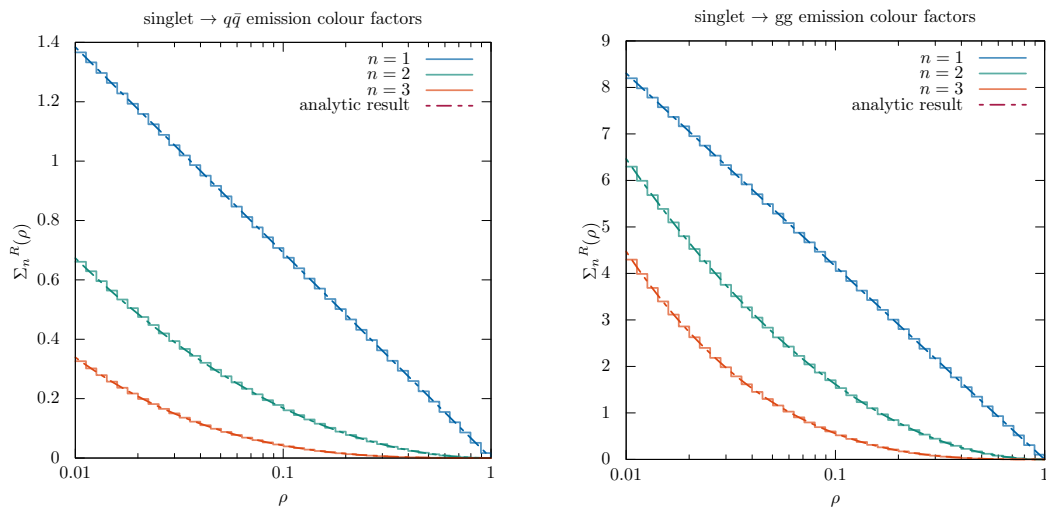 singlet → qq̄ emission colour factors
1.4
1.2
1
0.8
0.6
0.4
0.2
0
Σₙᴿ(ρ)
n = 1
n = 2
n = 3
analytic result
0.01
0.1
1
ρ
singlet → gg emission colour factors
9
8
7
6
5
4
3
2
1
0
Σₙᴿ(ρ)
n = 1
n = 2
n = 3
analytic result
0.01
0.1
1
ρ